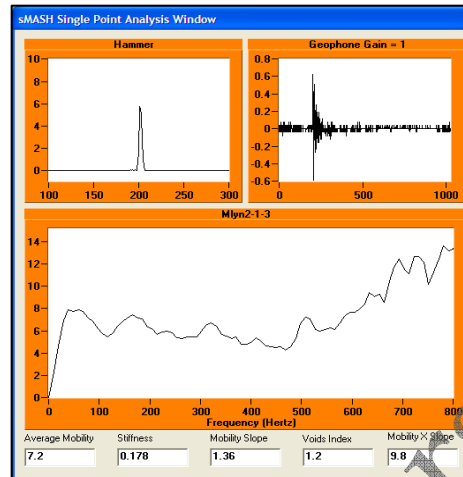 sMASH Single Point Analysis Window
Hammer
10
8
6
4
2
0
100 150 200 250 300
Geophone Gain = 1
0.8
0.6
0.4
0.2
0
-0.2
-0.4
-0.6
0 500 1000
Mlyn2-1-3
14
12
10
8
6
4
2
0
0 100 200 300 400 500 600 700 800
Frequency (Hertz)
Average Mobility Stiffness Mobility Slope Voids Index Mobility X Slope
7.2 0.178 1.36 1.2 9.8